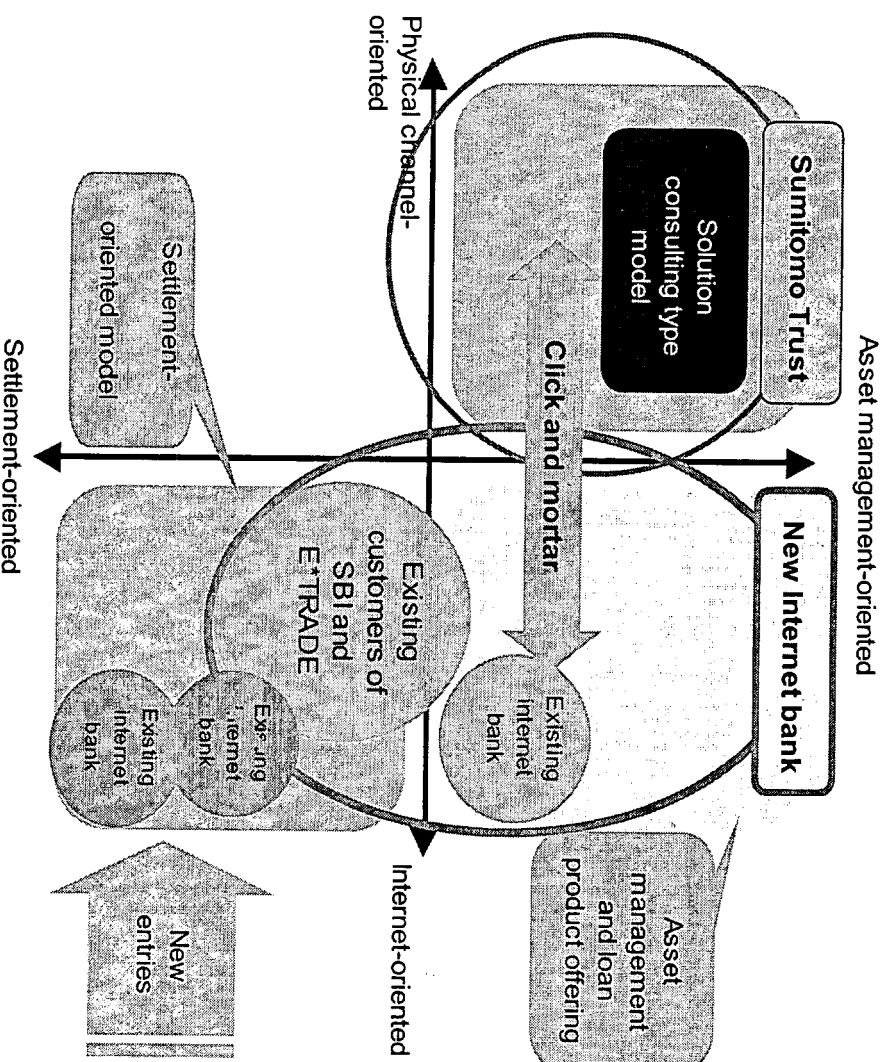 Asset management-oriented
Sumitomo Trust
New Internet bank
Solution
consulting type
model
Asset
management
and loan
product offering
Click and mortar
Existing
internet
bank
Physical channel-
oriented
Internet-oriented
Existing
customers of
SBI and
E*TRADE
bank
Existing
internet
bank
Settlement-
oriented model
New
entries
Settlement-oriented